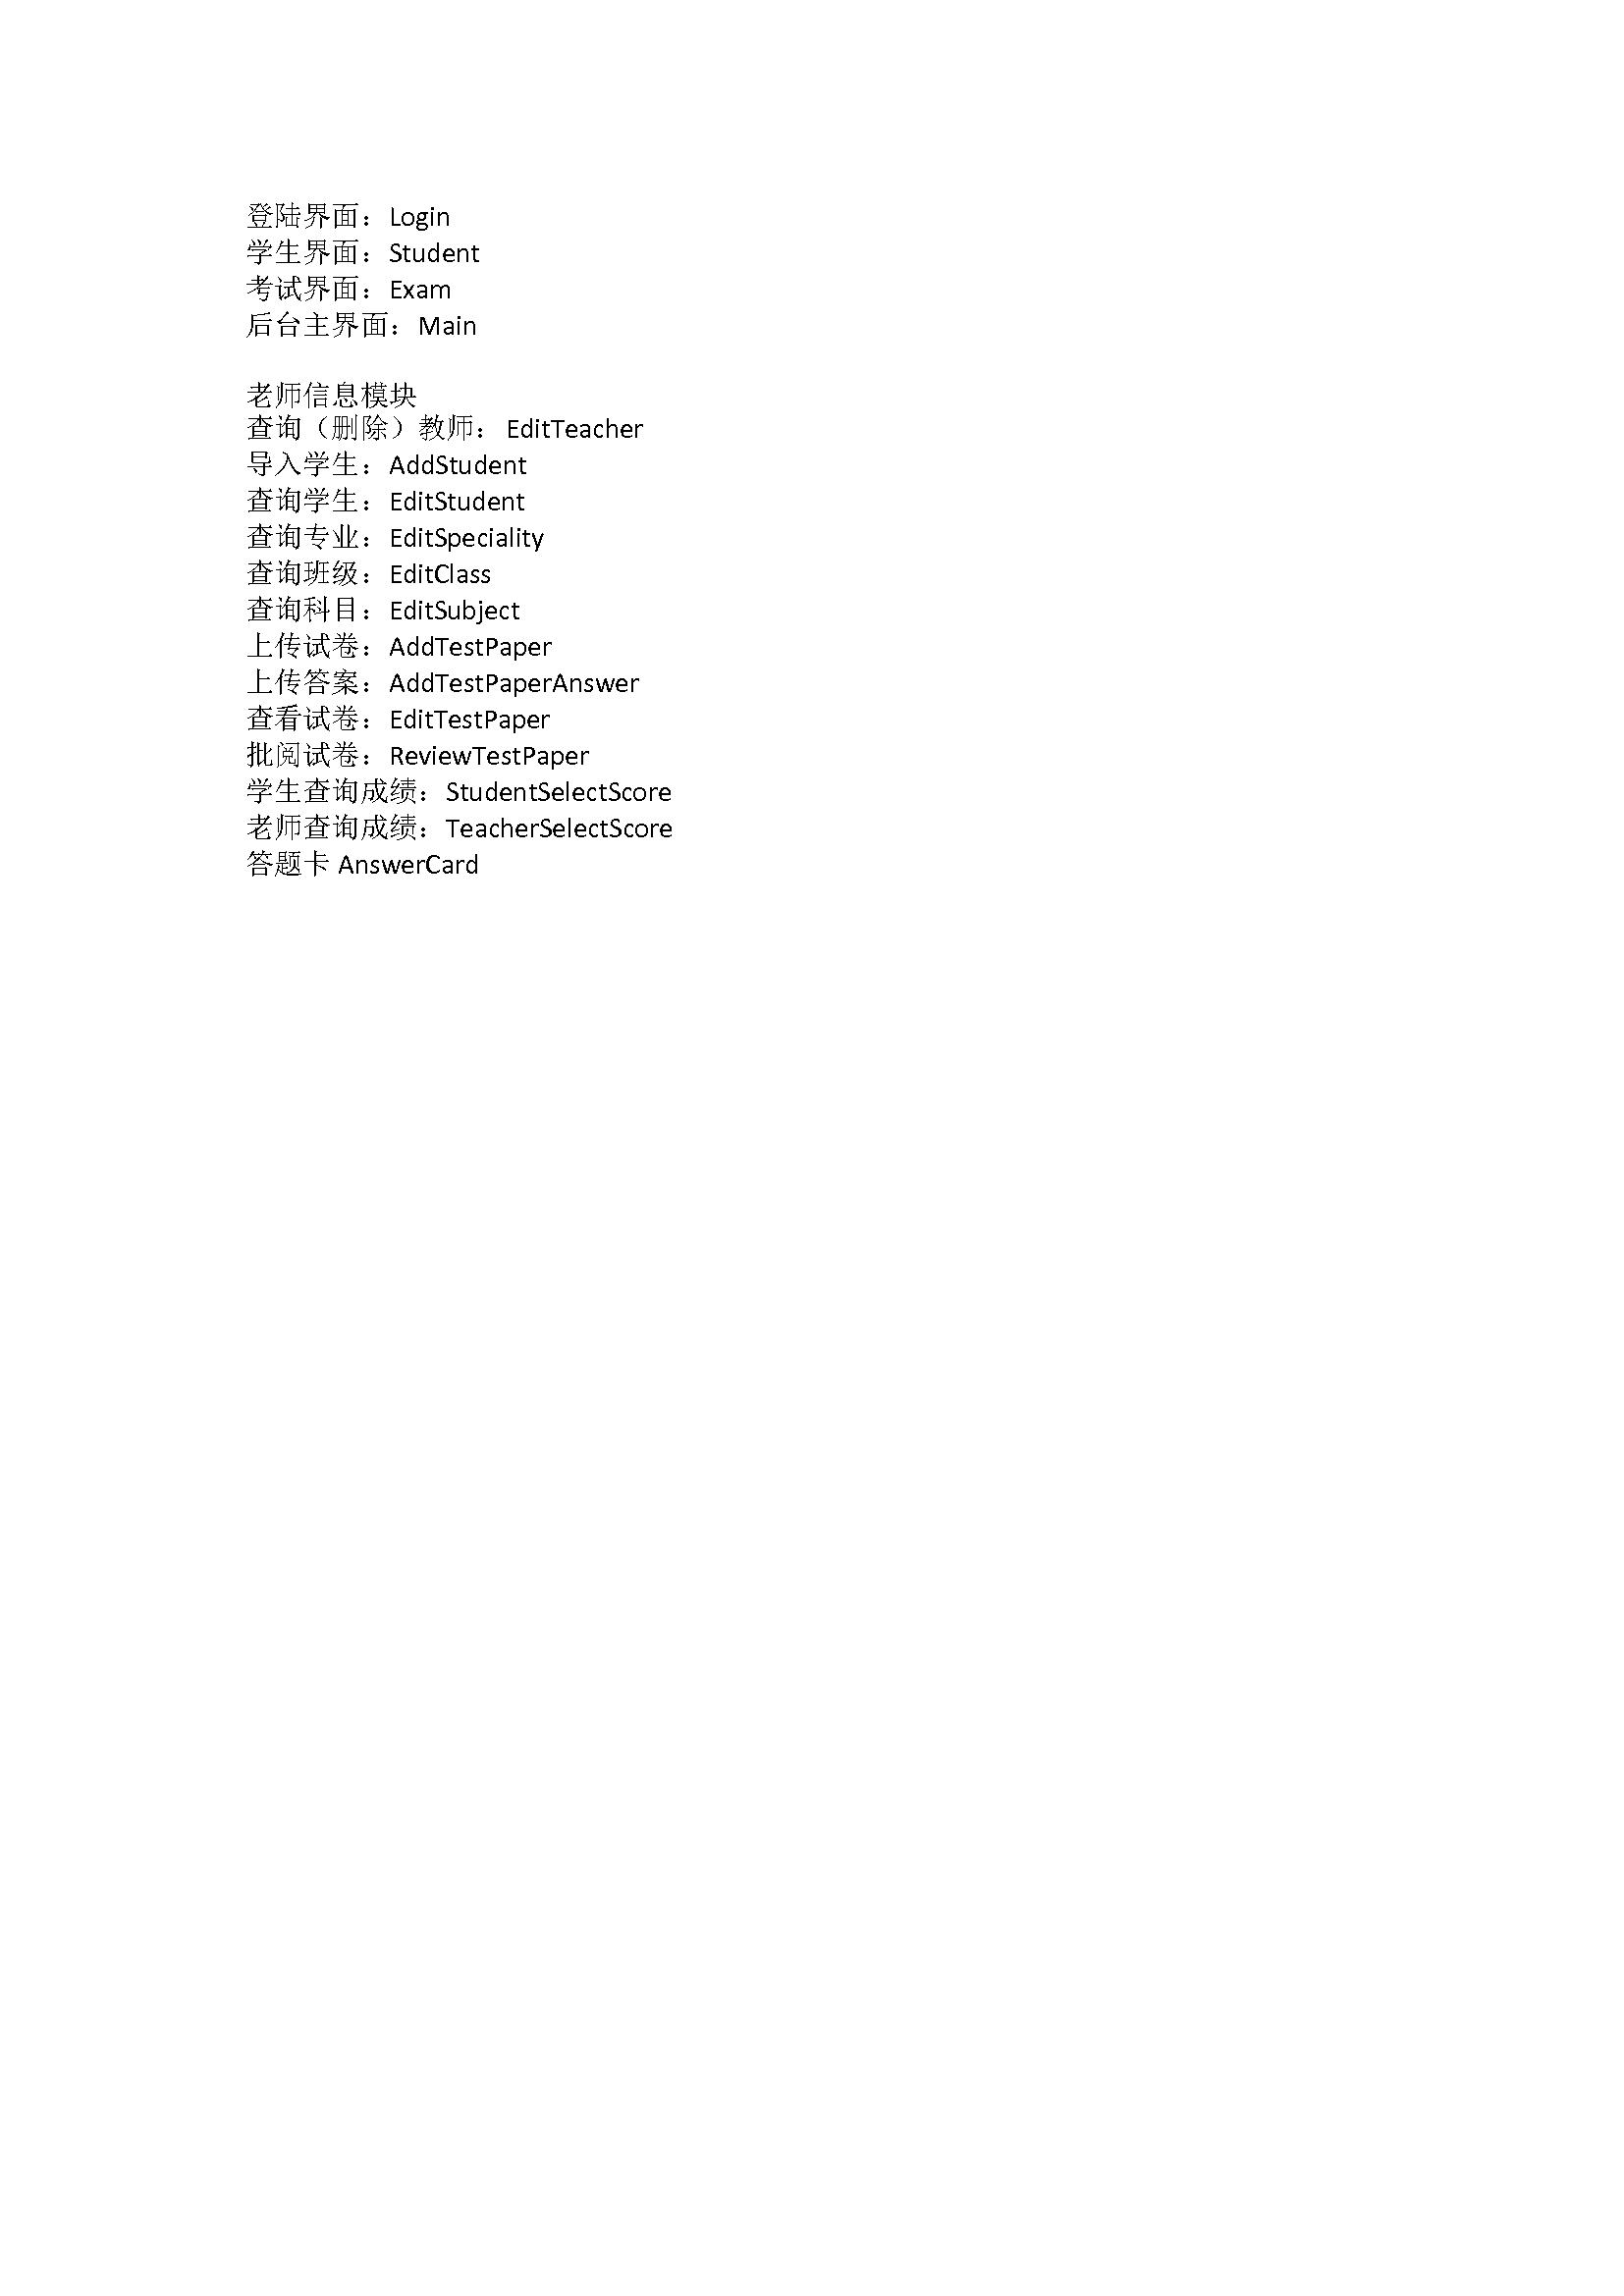 登陆界面：Login
学生界面：Student
考试界面：Exam
后台主界面：Main
老师信息模块
查询（删除）教师：EditTeacher
导入学生：AddStudent
查询学生：EditStudent
查询专业：EditSpeciality
查询班级：EditClass
查询科目：EditSubject
上传试卷：AddTestPaper
上传答案：AddTestPaperAnswer
查看试卷：EditTestPaper
批阅试卷：ReviewTestPaper
学生查询成绩：StudentSelectScore
老师查询成绩：TeacherSelectScore
答题卡 AnswerCard